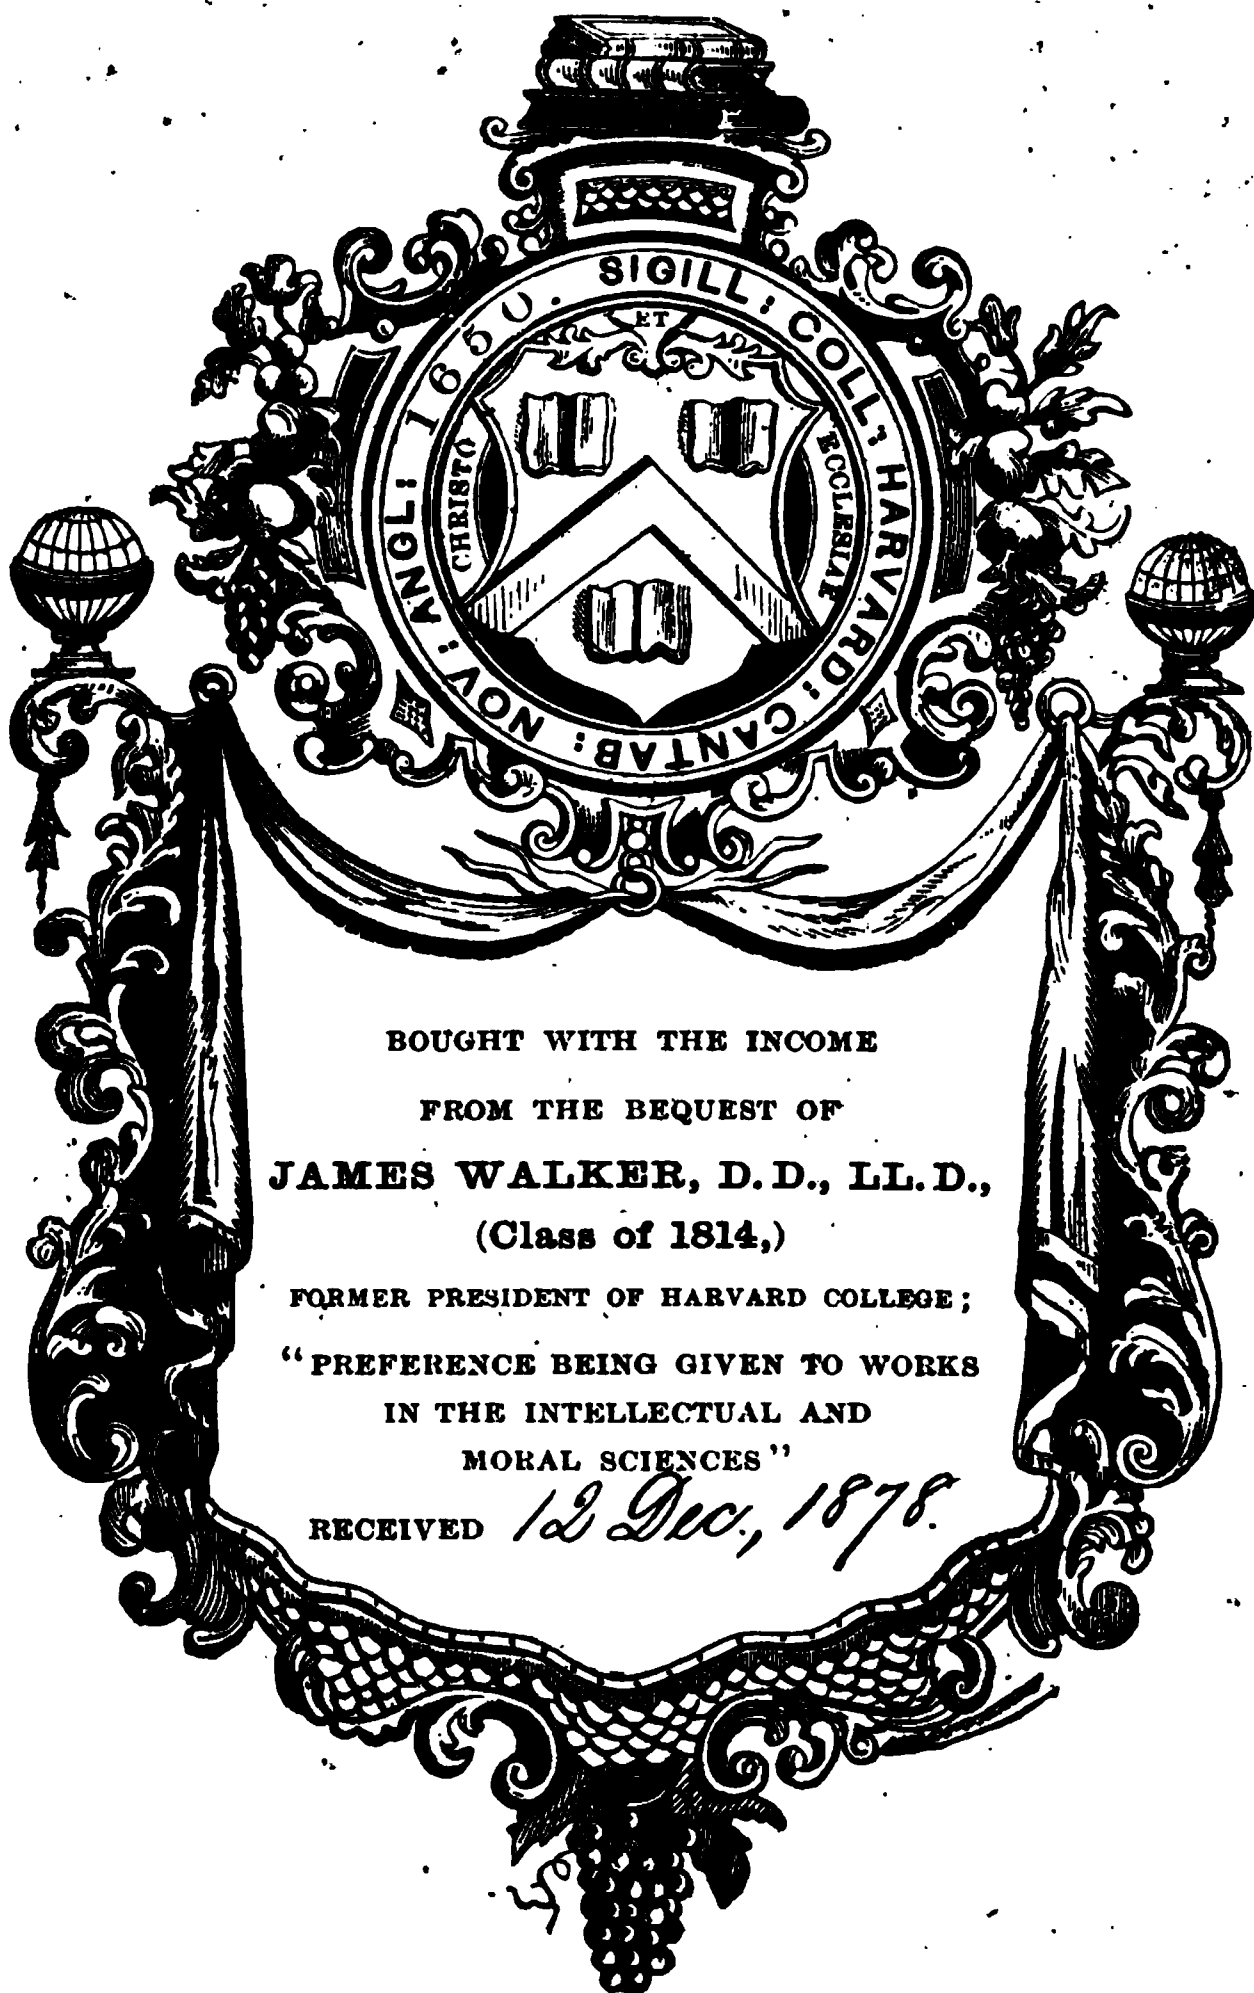 SIGILL: COLL: HARVARD: CANTAB: NOV: ANGL: 1650.
CHRISTO
ET
ECCLESIAE
BOUGHT WITH THE INCOME
FROM THE BEQUEST OF
JAMES WALKER, D.D., LL.D.,
(Class of 1814,)
FORMER PRESIDENT OF HARVARD COLLEGE;
“PREFERENCE BEING GIVEN TO WORKS
IN THE INTELLECTUAL AND
MORAL SCIENCES”
RECEIVED 12 Dec., 1878.